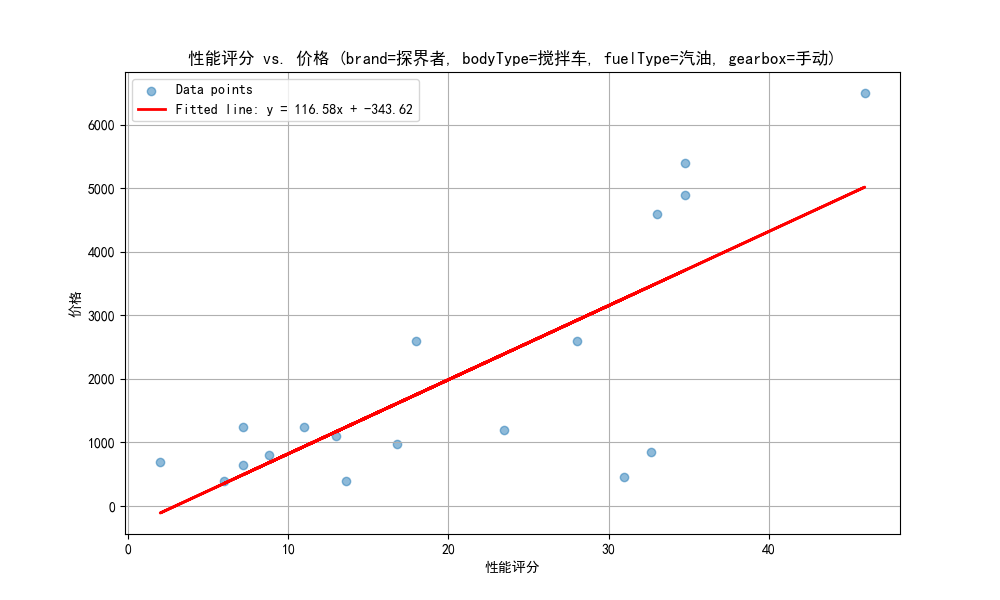 性能评分 vs. 价格 (brand=探界者, bodyType=搅拌车, fuelType=汽油, gearbox=手动)
Data points
Fitted line: y = 116.58x + -343.62
6000
5000
4000
3000
2000
1000
0
价格
0 10 20 30 40
性能评分